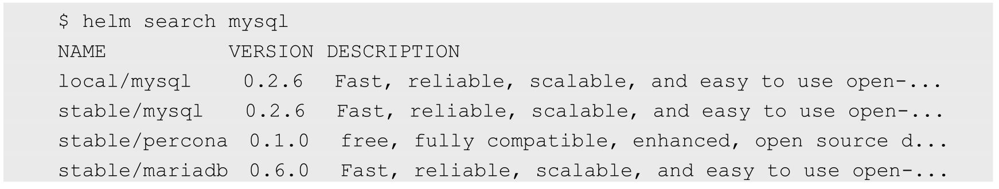 $ helm search mysql
NAME VERSION DESCRIPTION
local/mysql 0.2.6 Fast, reliable, scalable, and easy to use open-...
stable/mysql 0.2.6 Fast, reliable, scalable, and easy to use open-...
stable/percona 0.1.0 free, fully compatible, enhanced, open source d...
stable/mariadb 0.6.0 Fast, reliable, scalable, and easy to use open-...